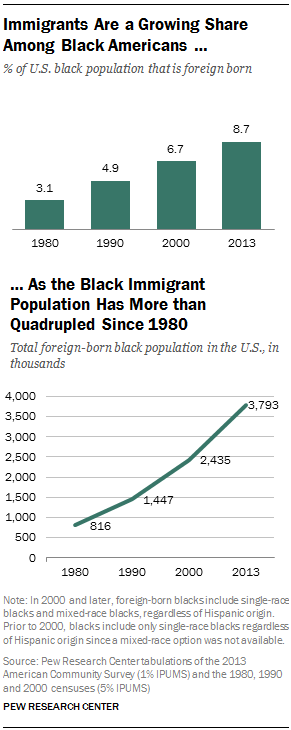 Immigrants Are a Growing Share
Among Black Americans ...
% of U.S. black population that is foreign born
8.7
6.7
4.9
3.1
1980 1990 2000 2013
... As the Black Immigrant
Population Has More than
Quadrupled Since 1980
Total foreign-born black population in the U.S., in
thousands
4,000
3,793
3,500
3,000
2,500
2,435
2,000
1,500
1,447
1,000
816
500
0
1980 1990 2000 2013
Note: In 2000 and later, foreign-born blacks include single-race
blacks and mixed-race blacks, regardless of Hispanic origin.
Prior to 2000, blacks include only single-race blacks regardless
of Hispanic origin since a mixed-race option was not available.
Source: Pew Research Center tabulations of the 2013
American Community Survey (1% IPUMS) and the 1980, 1990
and 2000 censuses (5% IPUMS)
PEW RESEARCH CENTER